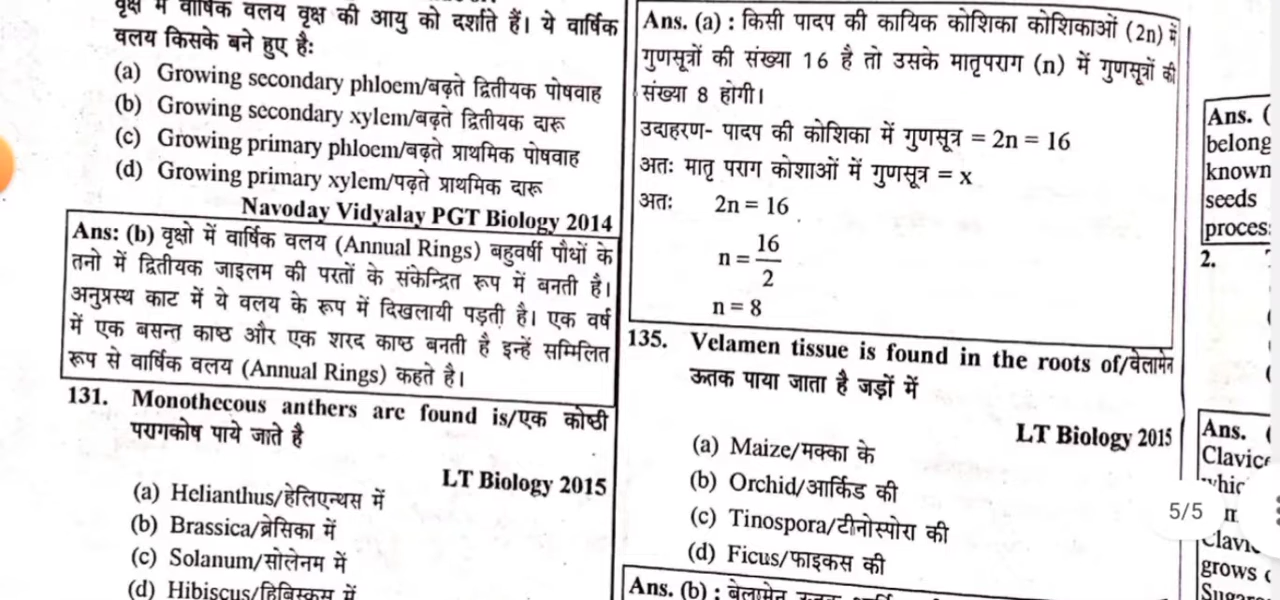 वृक्ष में वार्षिक वलय वृक्ष की आयु को दर्शाते हैं। ये वार्षिक
वलय किसके बने हुए हैः
(a) Growing secondary phloem/बढ़ते द्वितीयक पोषवाह
(b) Growing secondary xylem/बढ़ते द्वितीयक दारू
(c) Growing primary phloem/बढ़ते प्राथमिक पोषवाह
(d) Growing primary xylem/पढ़ते प्राथमिक दारू
Navoday Vidyalay PGT Biology 2014
Ans: (b) वृक्षो में वार्षिक वलय (Annual Rings) बहुवर्षी पौधों के
तनो में द्वितीयक जाइलम की परतों के संकेन्द्रित रूप में बनती है।
अनुप्रस्थ काट में ये वलय के रूप में दिखलायी पड़ती है। एक वर्ष
में एक बसन्त काष्ठ और एक शरद काष्ठ बनती है इन्हें सम्मिलित
रूप से वार्षिक वलय (Annual Rings) कहते है।
131. Monothecous anthers are found is/एक कोष्ठी
परागकोष पाये जाते है
LT Biology 2015
(a) Helianthus/हेलिएन्थस में
(b) Brassica/ब्रेसिका में
(c) Solanum/सोलेनम में
(d) Hibiscus/हिबिस्कस में
Ans. (a) : किसी पादप की कायिक कोशिका कोशिकाओं (2n) में
गुणसूत्रों की संख्या 16 है तो उसके मातृपराग (n) में गुणसूत्रों की
संख्या 8 होगी।
उदाहरण- पादप की कोशिका में गुणसूत्र = 2n = 16
अतः मातृ पराग कोशाओं में गुणसूत्र = x
अतः 2n = 16
n = 16/2
n = 8
135. Velamen tissue is found in the roots of/वेलामेन
ऊतक पाया जाता है जड़ों में
LT Biology 2015
(a) Maize/मक्का के
(b) Orchid/आर्किड की
(c) Tinospora/टीनोस्पोरा की
(d) Ficus/फाइकस की
Ans. (b) : बेलामेन ऊतक
Ans. (
belong
known
seeds
proces
2.
Ans. (
Clavice
whic
5/5
Clavi
grows
Sugar